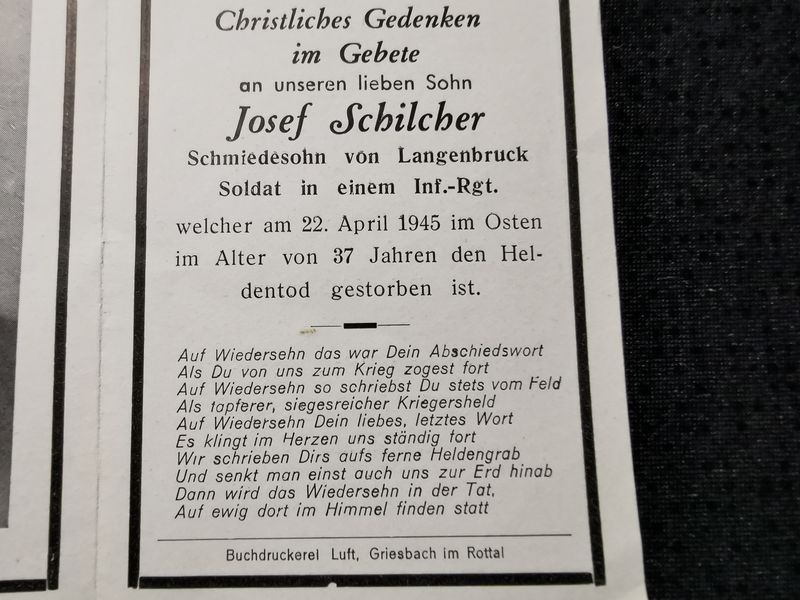 Christliches Gedenken
im Gebete
an unseren lieben Sohn
Josef Schilcher
Schmiedesohn von Langenbruck
Soldat in einem Inf.-Rgt.
welcher am 22. April 1945 im Osten
im Alter von 37 Jahren den Hel-
dentod gestorben ist.
Auf Wiedersehn das war Dein Abschiedswort
Als Du von uns zum Krieg zogest fort
Auf Wiedersehn so schriebst Du stets vom Feld
Als tapferer, siegesreicher Kriegersheld
Auf Wiedersehn Dein liebes, letztes Wort
Es klingt im Herzen uns ständig fort
Wir schrieben Dirs aufs ferne Heldengrab
Und senkt man einst auch uns zur Erd hinab
Dann wird das Wiedersehn in der Tat,
Auf ewig dort im Himmel finden statt
Buchdruckerei Luft, Griesbach im Rottal